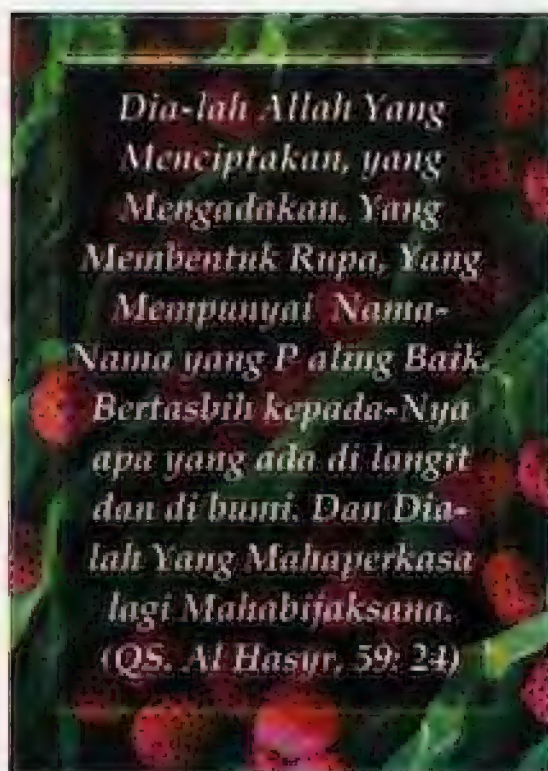 Dia-lah Allah Yang
Menciptakan, yang
Mengadakan. Yang
Membentuk Rupa, Yang
Mempunyai Nama-
Nama yang P aling Baik.
Bertasbih kepada-Nya
apa yang ada di langit
dan di bumi. Dan Dia-
lah Yang Mahaperkasa
lagi Mahabijaksana.
(QS. Al Hasyr, 59: 24)